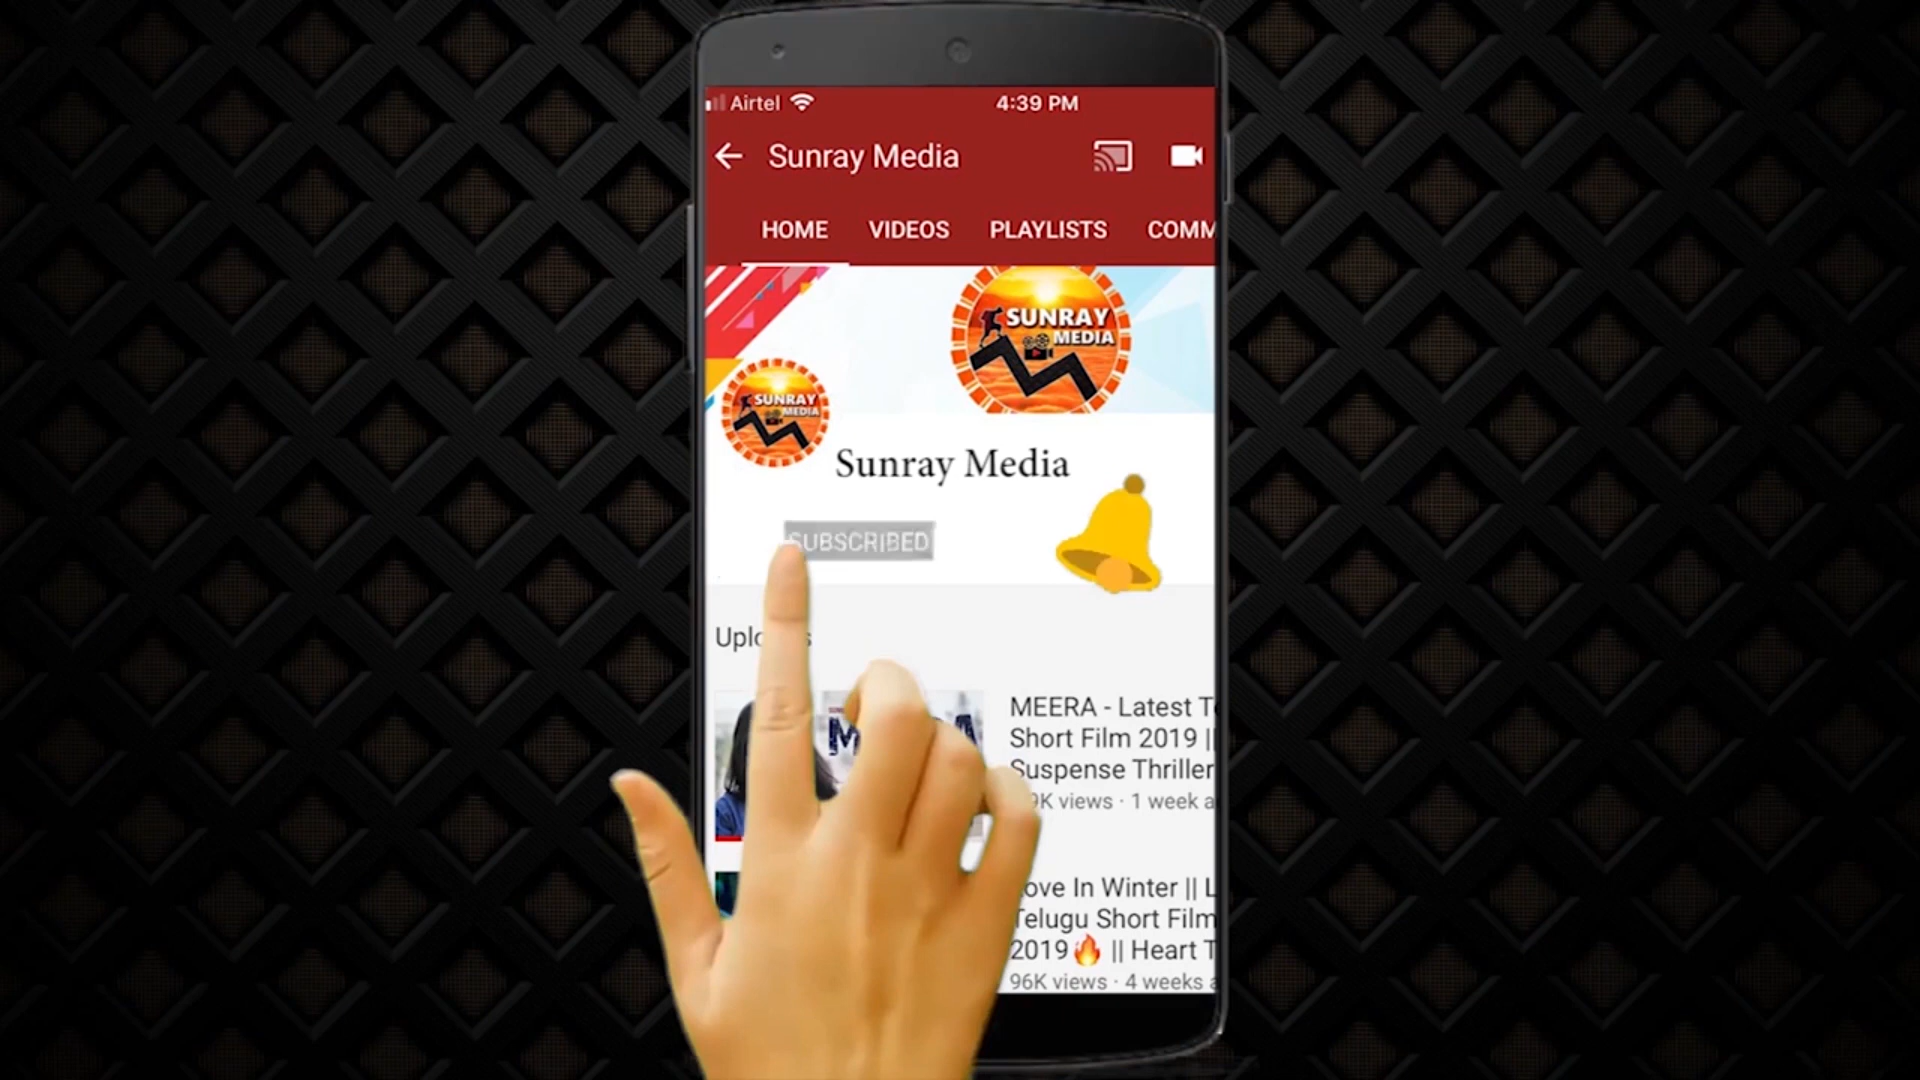 Airtel 4:39 PM
Sunray Media
HOME VIDEOS PLAYLISTS COMM
SUNRAY
MEDIA
SUNRAY
MEDIA
Sunray Media
SUBSCRIBED
MEERA - Latest
Short Film 2019 ||
Suspense Thriller
9K views · 1 week
Love In Winter || L
Telugu Short Film
2019🔥 || Heart T
96K views · 4 weeks